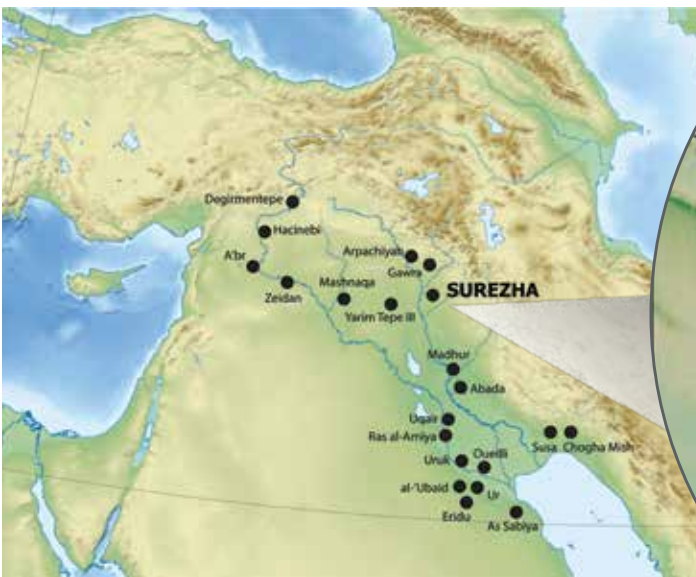 Degirmentepe
Hacinebi
A'br
Arpachiyah
Gawra
Zeidan
Mashnaqa
SUREZHA
Yarim Tepe III
Madhur
Abada
Uqair
Ras al-Amiya
Susa
Chogha Mish
Uruk
Oueilli
al-'Ubaid
Ur
Eridu
As Sabiya